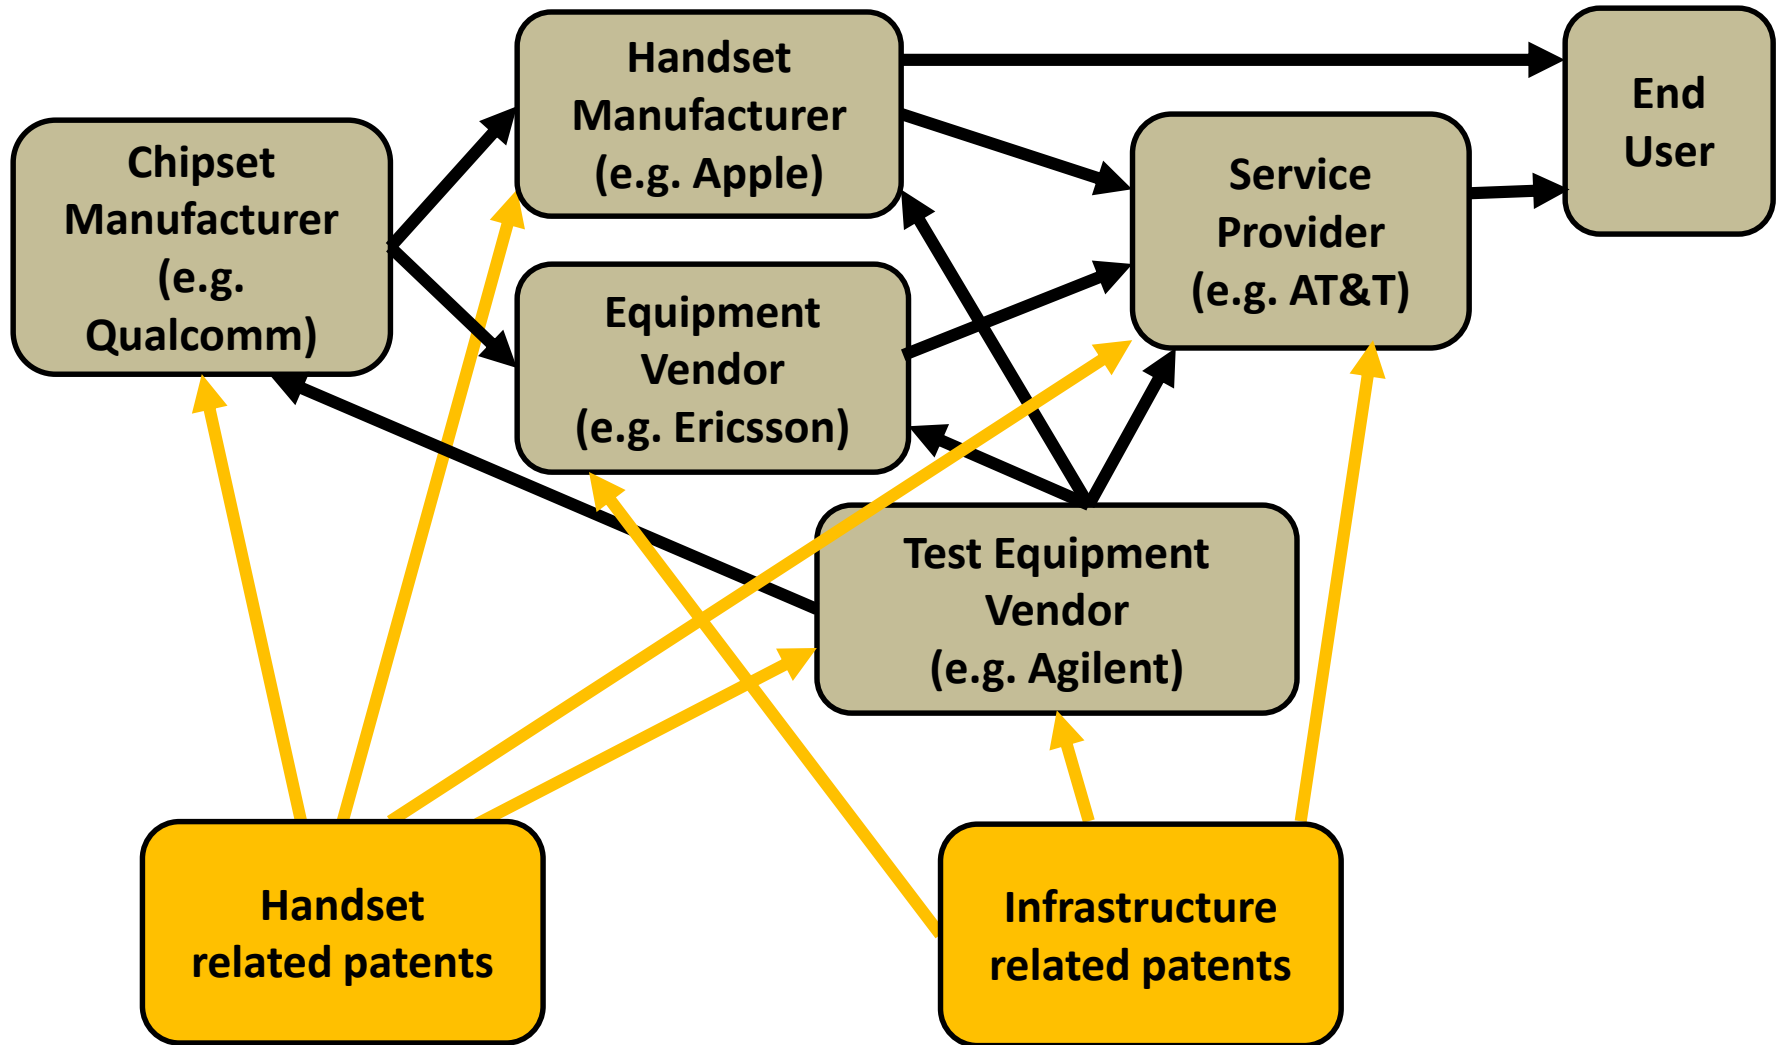 Handset
Manufacturer
(e.g. Apple)
End
User
Chipset
Manufacturer
(e.g.
Qualcomm)
Service
Provider
(e.g. AT&T)
Equipment
Vendor
(e.g. Ericsson)
Test Equipment
Vendor
(e.g. Agilent)
Handset
related patents
Infrastructure
related patents